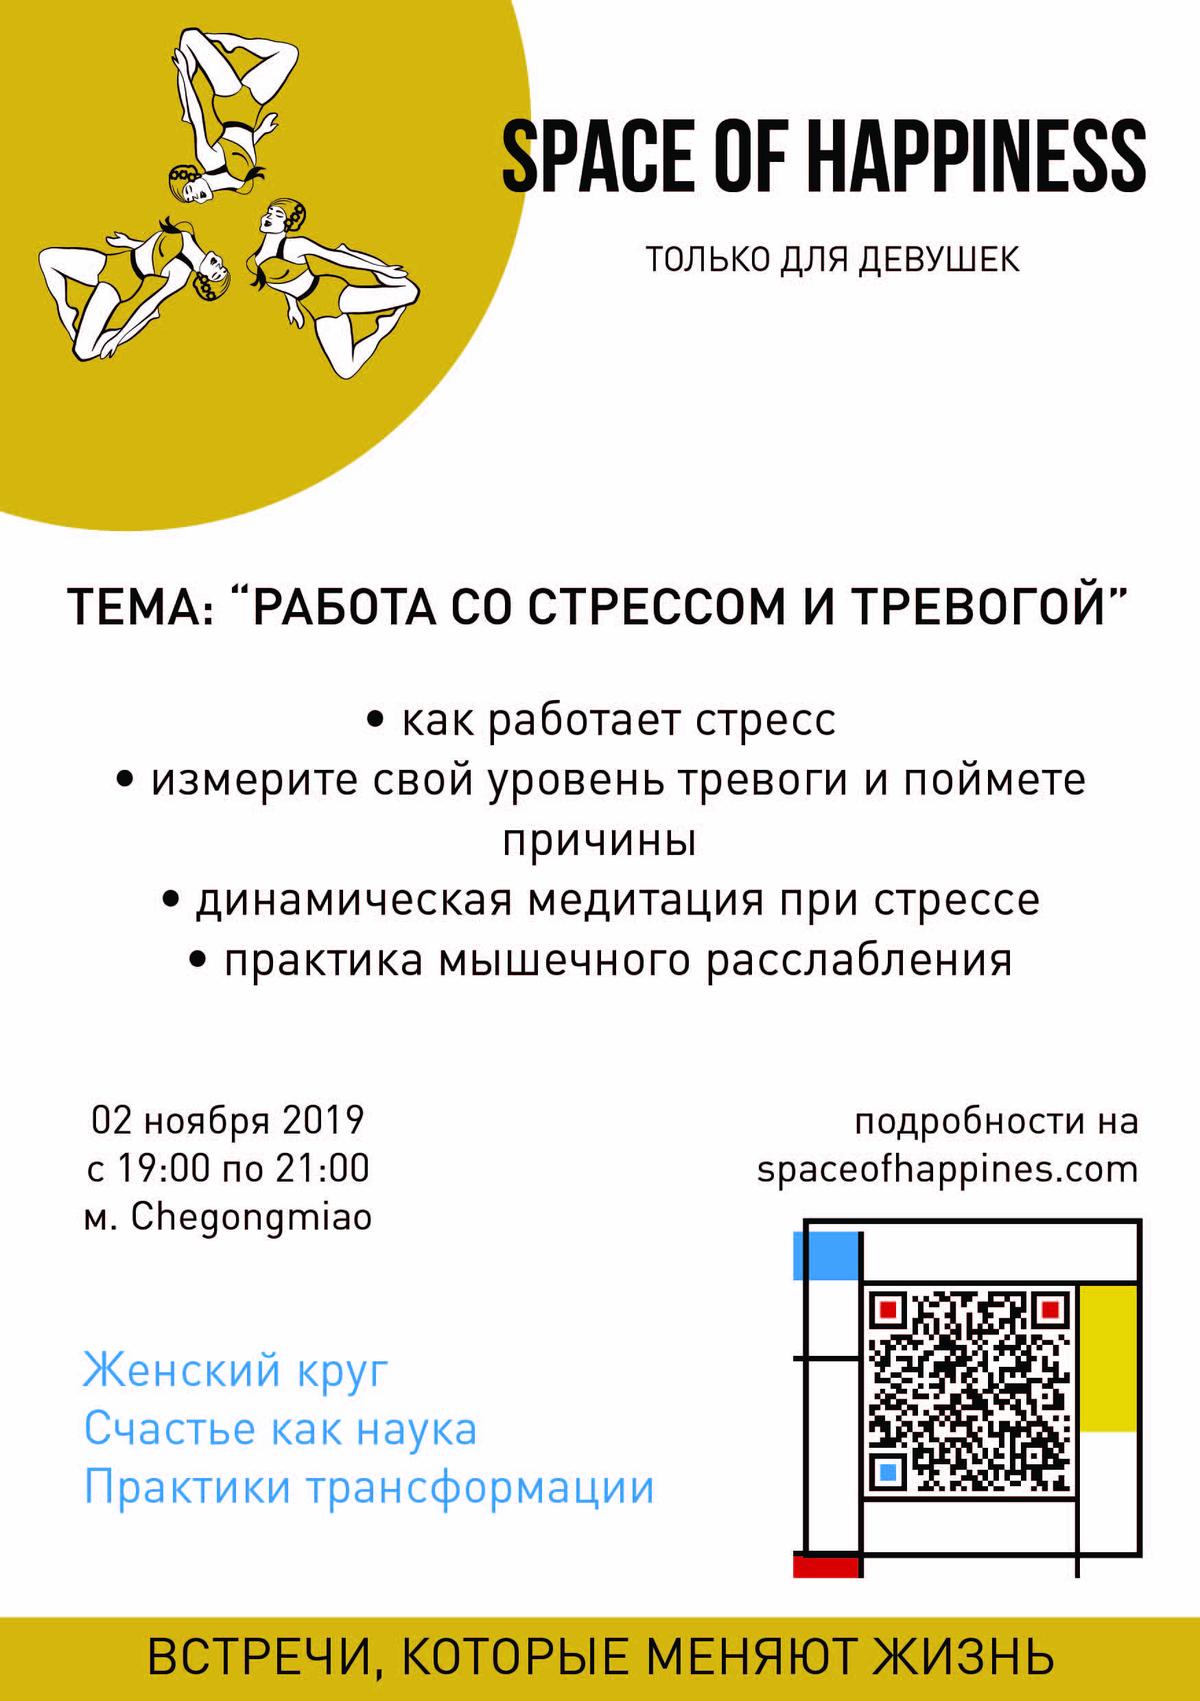 SPACE OF HAPPINESS
ТОЛЬКО ДЛЯ ДЕВУШЕК
ТЕМА: “РАБОТА СО СТРЕССОМ И ТРЕВОГОЙ”
• как работает стресс
• измерите свой уровень тревоги и поймете
причины
• динамическая медитация при стрессе
• практика мышечного расслабления
02 ноября 2019
с 19:00 по 21:00
м. Chegongmiao
подробности на
spaceofhappines.com
Женский круг
Счастье как наука
Практики трансформации
ВСТРЕЧИ, КОТОРЫЕ МЕНЯЮТ ЖИЗНЬ